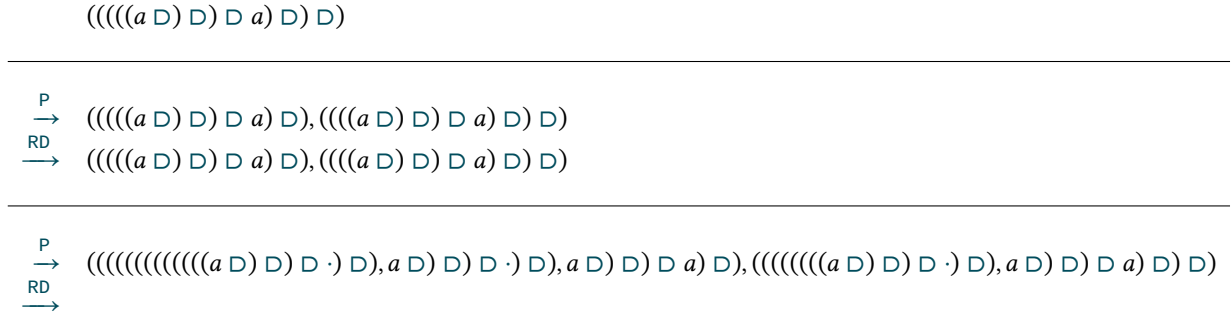 (((((a D) D) D a) D) D)
P
→ (((((a D) D) D a) D), ((((a D) D) D a) D) D)
RD
→ (((((a D) D) D a) D), ((((a D) D) D a) D) D)
P
→ (((((((((((((a D) D) D ·) D), a D) D) D ·) D), a D) D) D a) D), ((((((((a D) D) D ·) D), a D) D) D a) D) D)
RD
→